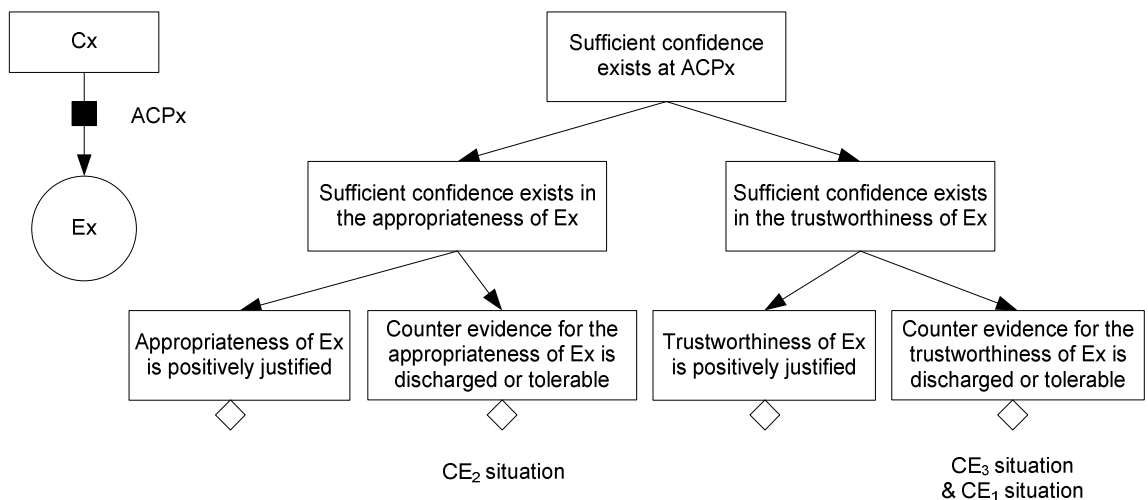 Cx
ACPx
Ex
Sufficient confidence
exists at ACPx
Sufficient confidence exists in
the appropriateness of Ex
Sufficient confidence exists
in the trustworthiness of Ex
Appropriateness of Ex
is positively justified
Counter evidence for the
appropriateness of Ex is
discharged or tolerable
Trustworthiness of Ex
is positively justified
Counter evidence for the
trustworthiness of Ex is
discharged or tolerable
CE₂ situation
CE₃ situation
& CE₁ situation